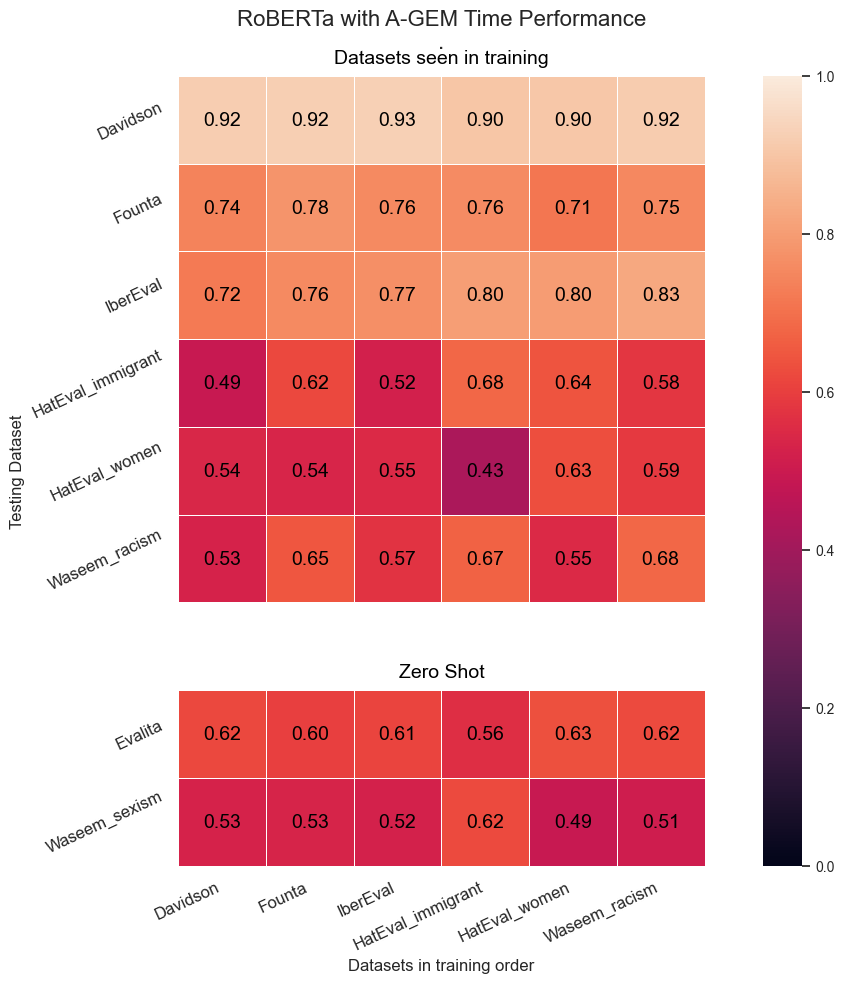 RoBERTa with A-GEM Time Performance
.
Datasets seen in training
Davidson 0.92 0.92 0.93 0.90 0.90 0.92
Founta 0.74 0.78 0.76 0.76 0.71 0.75
IberEval 0.72 0.76 0.77 0.80 0.80 0.83
HatEval_immigrant 0.49 0.62 0.52 0.68 0.64 0.58
HatEval_women 0.54 0.54 0.55 0.43 0.63 0.59
Waseem_racism 0.53 0.65 0.57 0.67 0.55 0.68
Testing Dataset
Zero Shot
Evalita 0.62 0.60 0.61 0.56 0.63 0.62
Waseem_sexism 0.53 0.53 0.52 0.62 0.49 0.51
Davidson Founta IberEval HatEval_immigrant HatEval_women Waseem_racism
Datasets in training order
1.0
0.8
0.6
0.4
0.2
0.0